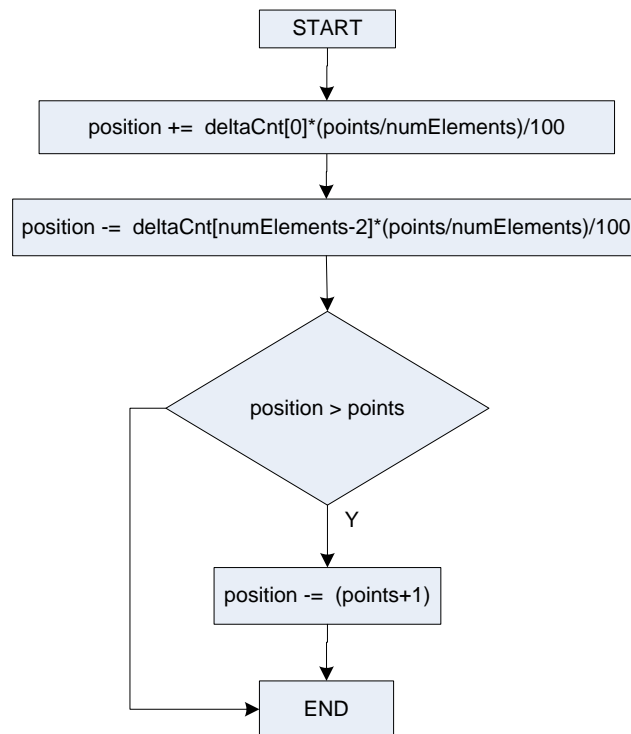 START
position += deltaCnt[0]*(points/numElements)/100
position -= deltaCnt[numElements-2]*(points/numElements)/100
position > points
Y
position -= (points+1)
END